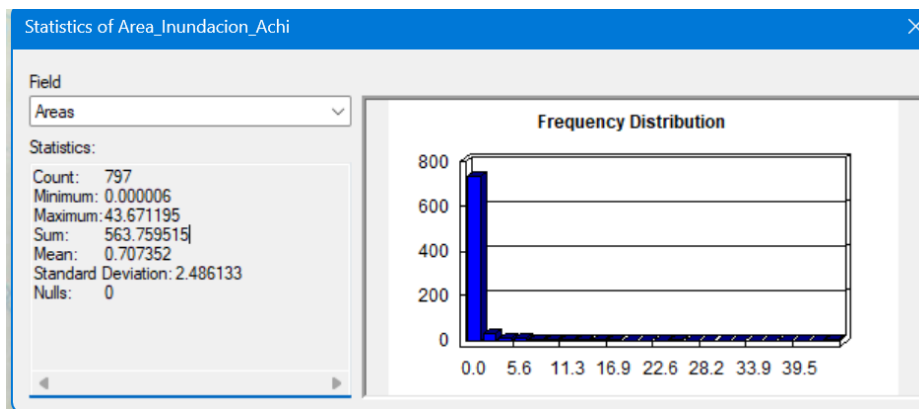 Statistics of Area_Inundacion_Achi
Field
Areas
Statistics:
Count: 797
Minimum: 0.000006
Maximum: 43.671195
Sum: 563.759515
Mean: 0.707352
Standard Deviation: 2.486133
Nulls: 0
Frequency Distribution
800
600
400
200
0
0.0 5.6 11.3 16.9 22.6 28.2 33.9 39.5